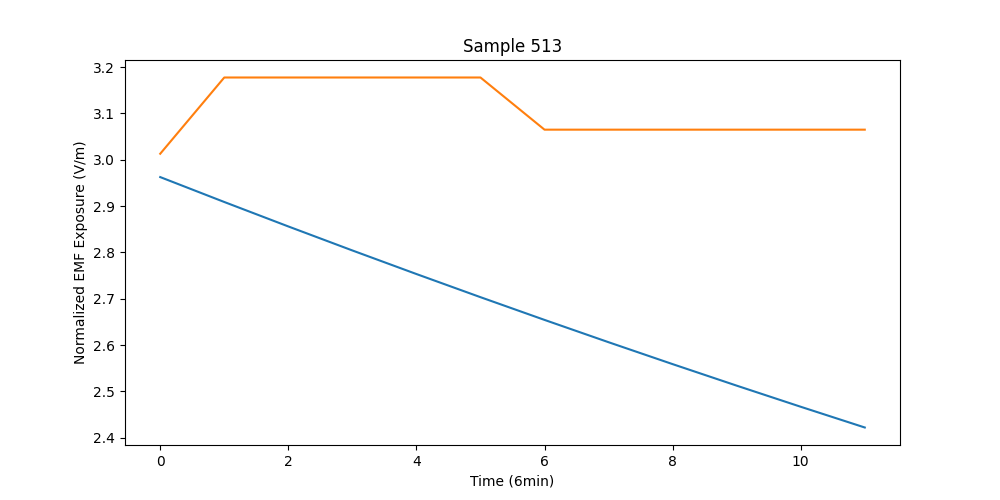 Sample 513
Normalized EMF Exposure (V/m)
3.2
3.1
3.0
2.9
2.8
2.7
2.6
2.5
2.4
0 2 4 6 8 10
Time (6min)